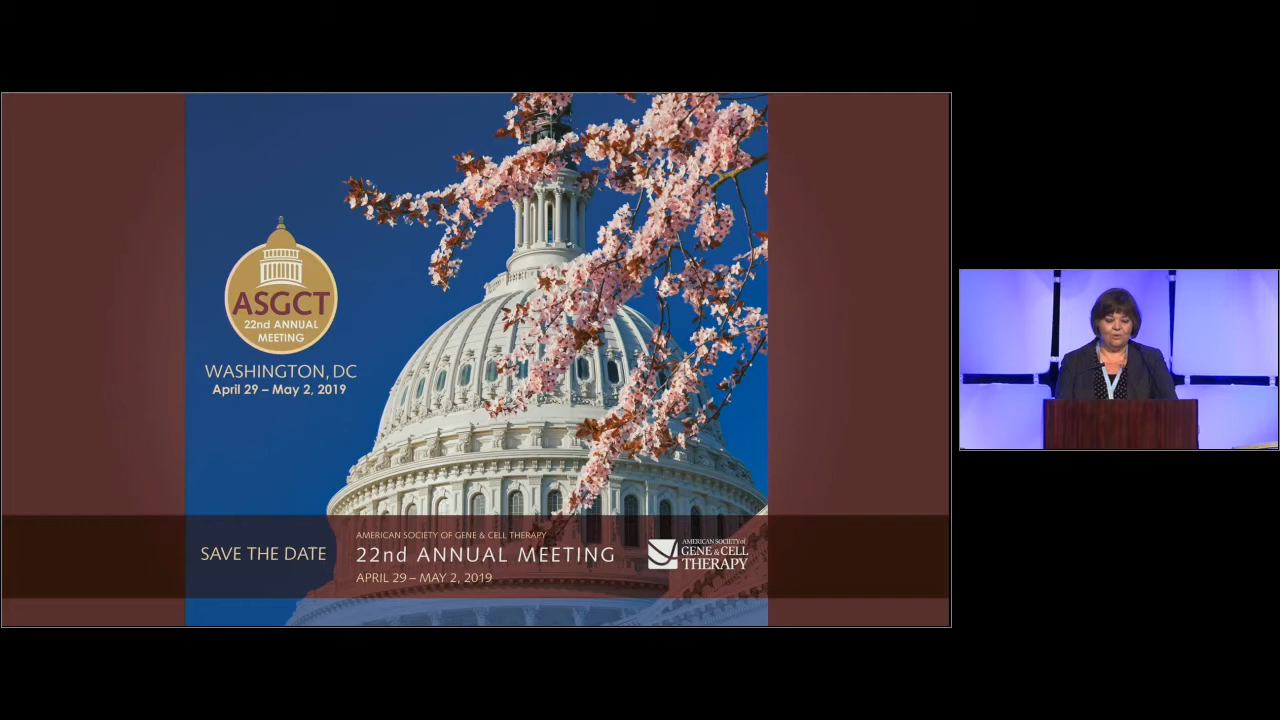 ASGCT
22nd ANNUAL
MEETING
WASHINGTON, DC
April 29 – May 2, 2019
SAVE THE DATE
AMERICAN SOCIETY OF GENE & CELL THERAPY
22nd ANNUAL MEETING
APRIL 29 – MAY 2, 2019
AMERICAN SOCIETY of
GENE & CELL
THERAPY